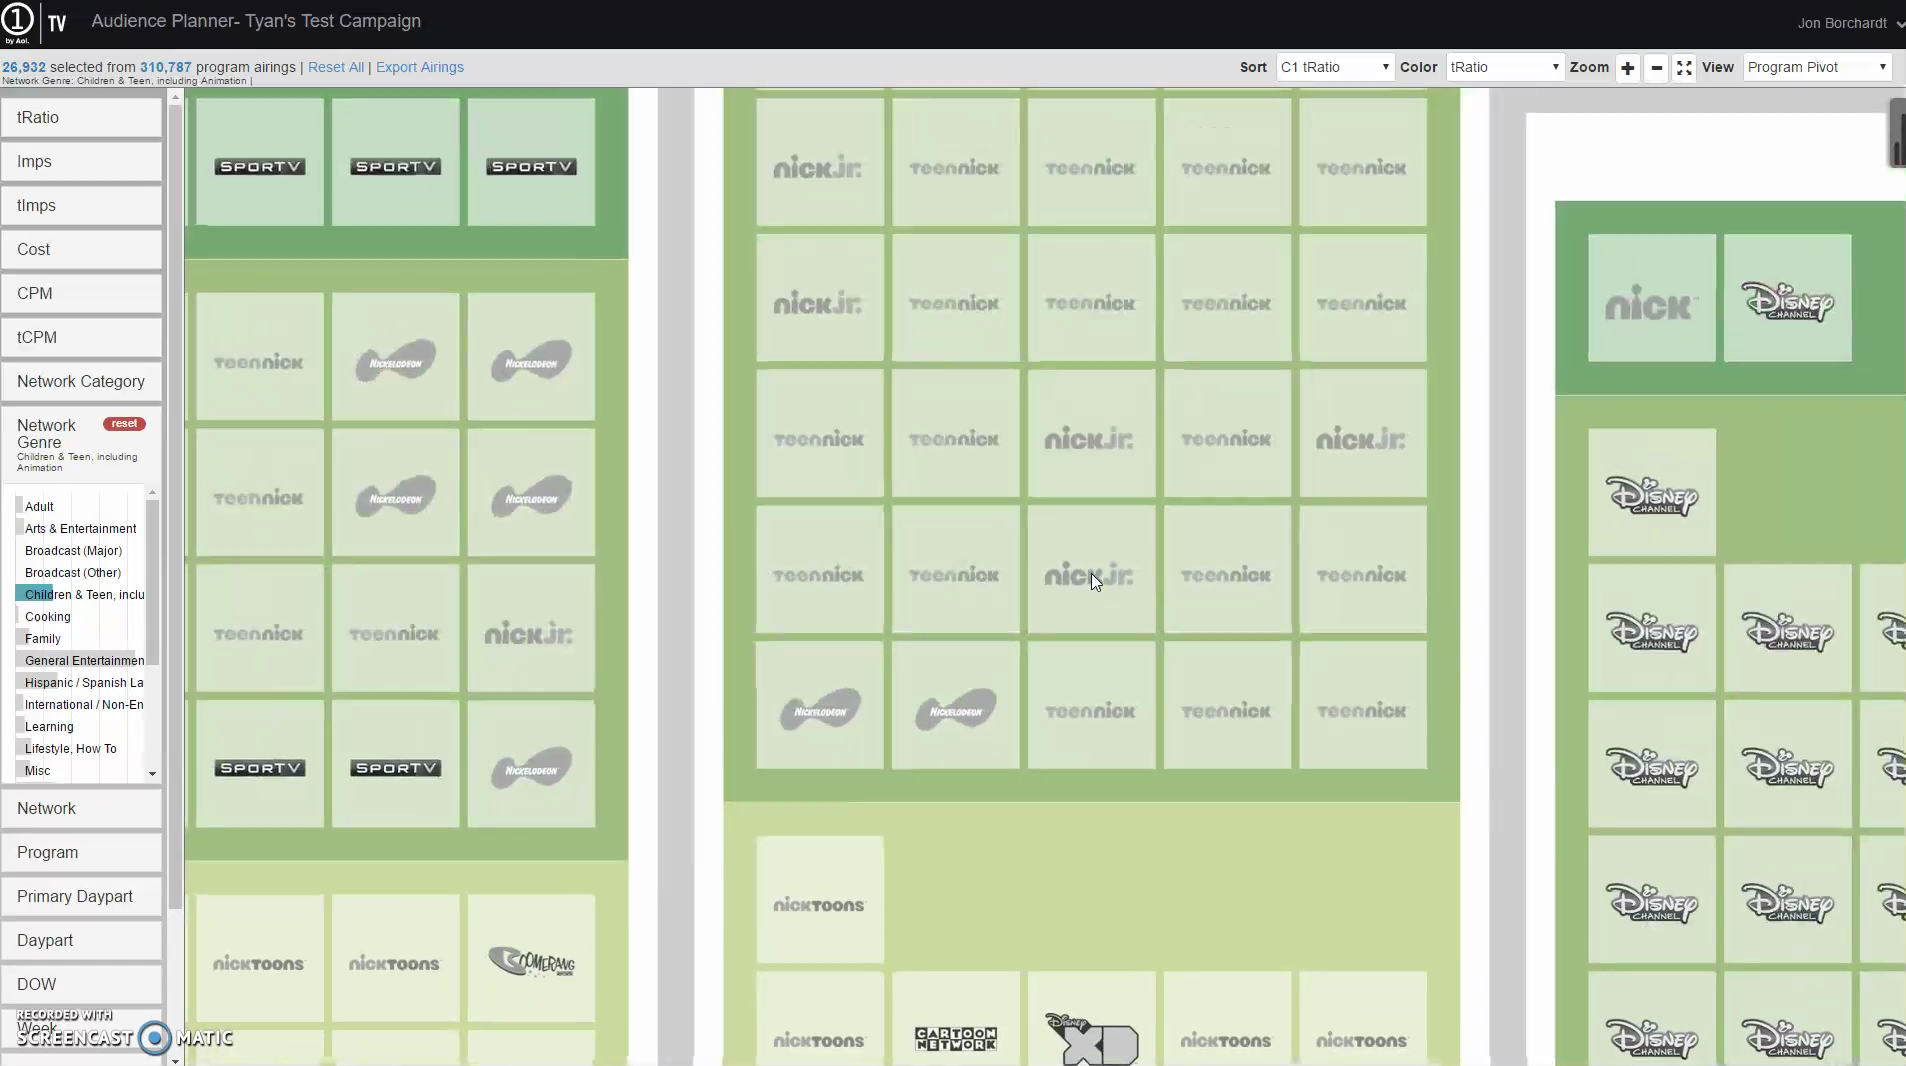 1 TV Audience Planner- Tyan's Test Campaign Jon Borchardt
by Aol.
26,932 selected from 310,787 program airings | Reset All | Export Airings Sort C1 tRatio Color tRatio Zoom + - View Program Pivot
Network Genre: Children & Teen, including Animation |
tRatio
Imps
tImps
Cost
CPM
tCPM
Network Category
Network Genre reset
Children & Teen, including
Animation
Adult
Arts & Entertainment
Broadcast (Major)
Broadcast (Other)
Children & Teen, inclu
Cooking
Family
General Entertainmen
Hispanic / Spanish La
International / Non-En
Learning
Lifestyle, How To
Misc
Network
Program
Primary Daypart
Daypart
DOW
Week
RECORDED WITH
SCREENCAST MATIC
SPORTV SPORTV SPORTV
teennick NICKELODEON NICKELODEON
teennick NICKELODEON NICKELODEON
teennick teennick nick jr.
SPORTV SPORTV NICKELODEON
nicktoons nicktoons BOOMERANG
nick jr. teennick teennick teennick teennick
nick jr. teennick teennick teennick teennick
teennick teennick nick jr. teennick nick jr.
teennick teennick nick jr. teennick teennick
NICKELODEON NICKELODEON teennick teennick teennick
nicktoons
nicktoons CARTOON NETWORK Disney XD nicktoons nicktoons
nick Disney CHANNEL
Disney CHANNEL
Disney CHANNEL Disney CHANNEL
Disney CHANNEL Disney CHANNEL
Disney CHANNEL Disney CHANNEL
Disney CHANNEL Disney CHANNEL